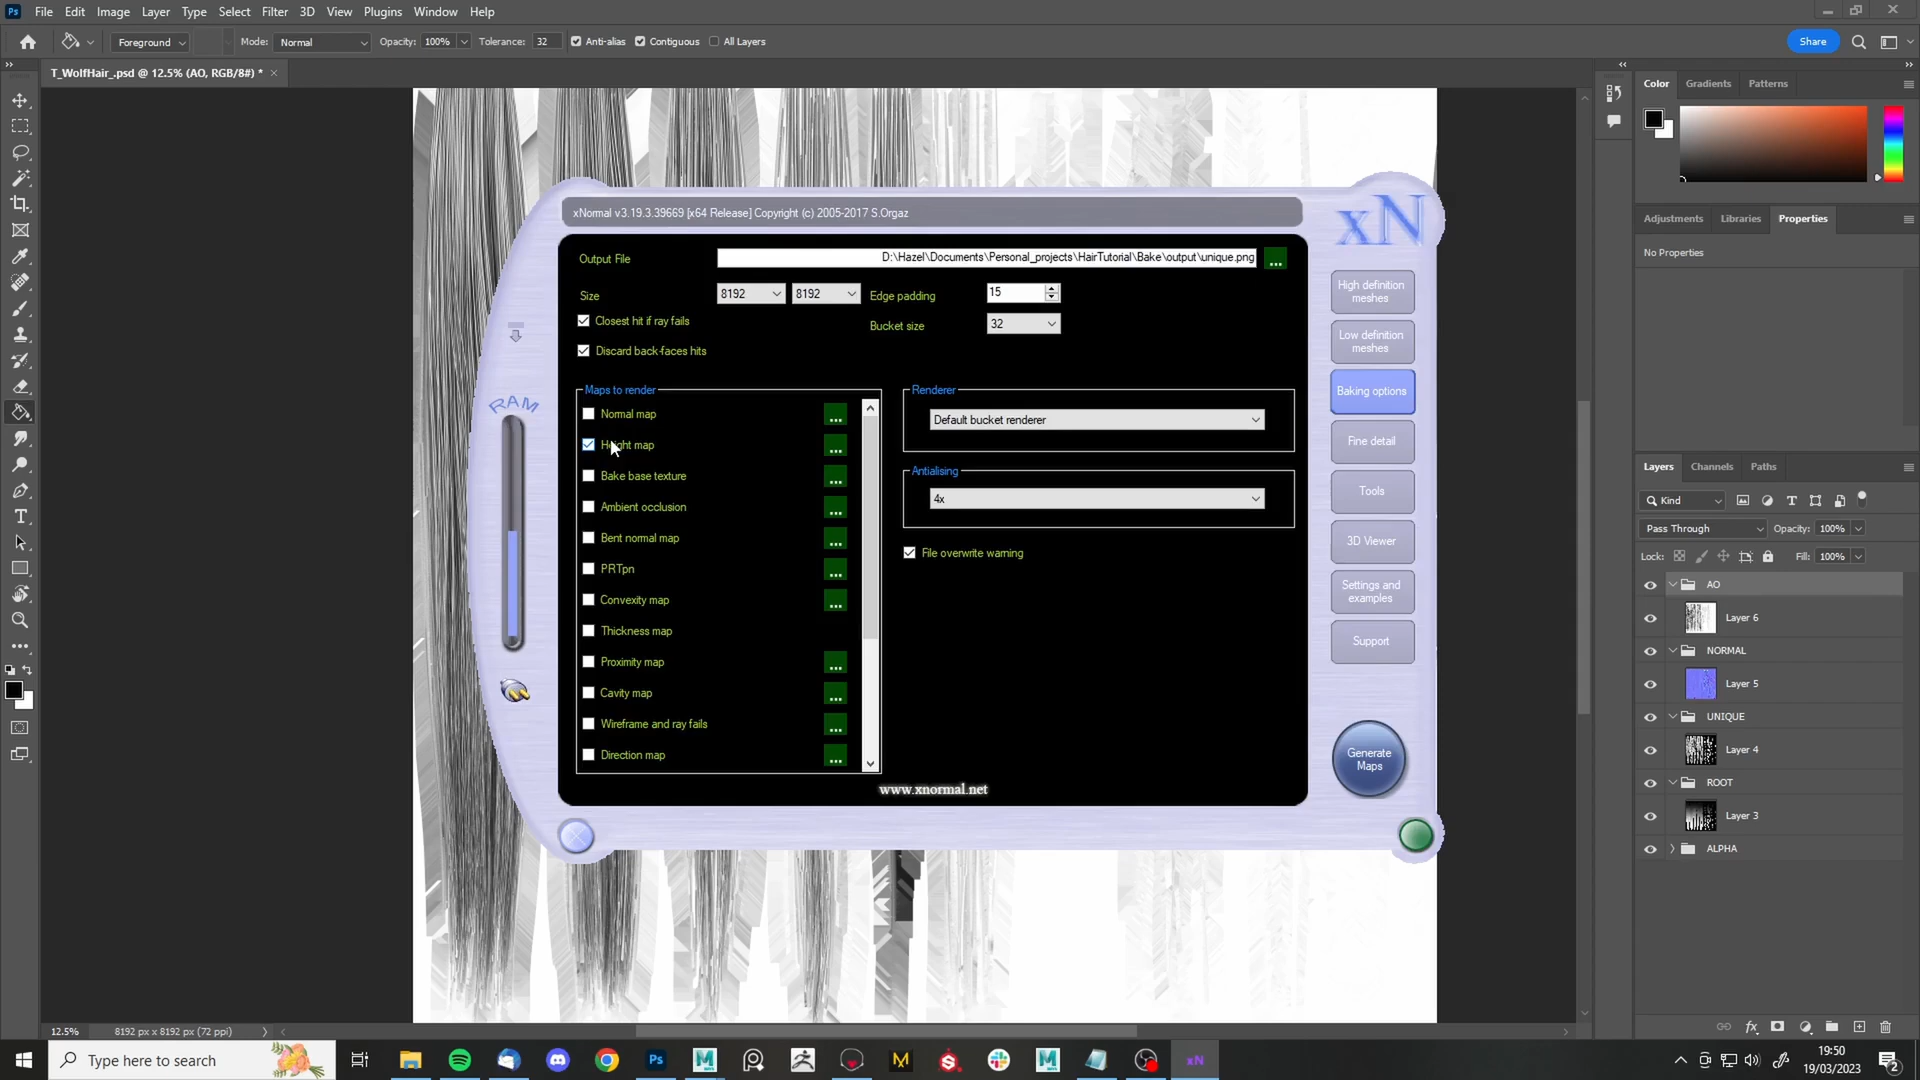 File Edit Image Layer Type Select Filter 3D View Plugins Window Help
Foreground Mode: Normal Opacity: 100% Tolerance: 32 Anti-alias Contiguous All Layers Share
T_WolfHair_.psd @ 12.5% (AO, RGB/8#) *
Color Gradients Patterns
Adjustments Libraries Properties
No Properties
xNormal v3.19.3.39669 [x64 Release] Copyright (c) 2005-2017 S.Orgaz
xN
Output File D:\Hazel\Documents\Personal_projects\HairTutorial\Bake\output\unique.png ...
Size 8192 8192 Edge padding 15
Closest hit if ray fails Bucket size 32
Discard back-faces hits
RAM
Maps to render
Normal map ...
Height map ...
Bake base texture ...
Ambient occlusion ...
Bent normal map ...
PRTpn ...
Convexity map ...
Thickness map
Proximity map ...
Cavity map ...
Wireframe and ray fails ...
Direction map ...
Renderer
Default bucket renderer
Antialising
4x
File overwrite warning
www.xnormal.net
High definition
meshes
Low definition
meshes
Baking options
Fine detail
Tools
3D Viewer
Settings and
examples
Support
Generate
Maps
Layers Channels Paths
Kind
Pass Through Opacity: 100%
Lock: Fill: 100%
AO
Layer 6
NORMAL
Layer 5
UNIQUE
Layer 4
ROOT
Layer 3
ALPHA
12.5% 8192 px x 8192 px (72 ppi)
Type here to search
19:50
19/03/2023
2